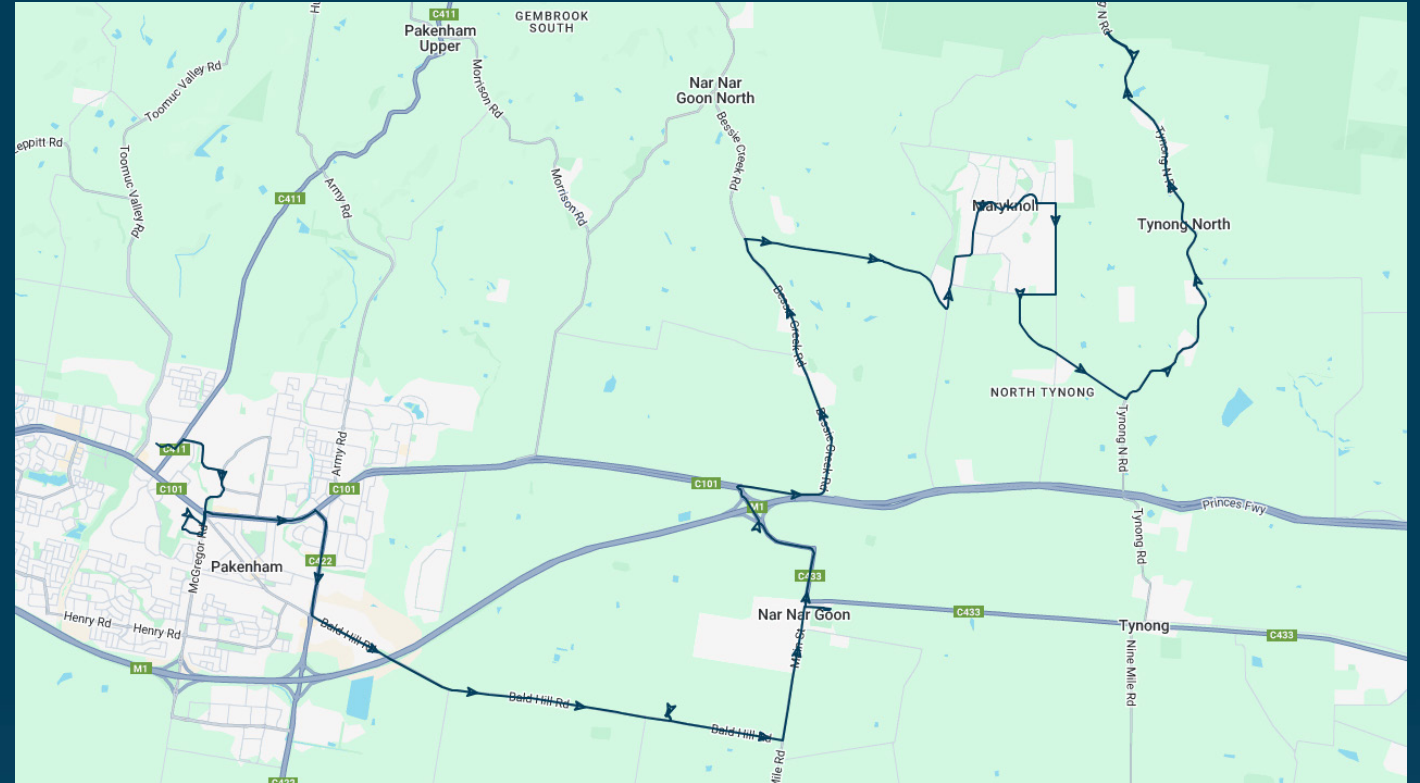 C411
GEMBROOK
SOUTH
Pakenham
Upper
Toomuc Valley Rd
Morrison Rd
Nar Nar
Goon North
Bessie Creek Rd
Tynong N Rd
Toomuc Valley Rd
C411
Army Rd
Morrison Rd
Maryknoll
Tynong North
Bessie Creek Rd
NORTH TYNONG
Bessie Creek Rd
Tynong N Rd
C411
Army Rd
C101
C101
C101
M1
Princes Fwy
McGregor Rd
Pakenham
C422
C433
Tynong Rd
Nar Nar Goon
C433
Tynong
C433
Henry Rd
Henry Rd
Bald Hill Rd
Main St
Nine Mile Rd
M1
Bald Hill Rd
Bald Hill Rd